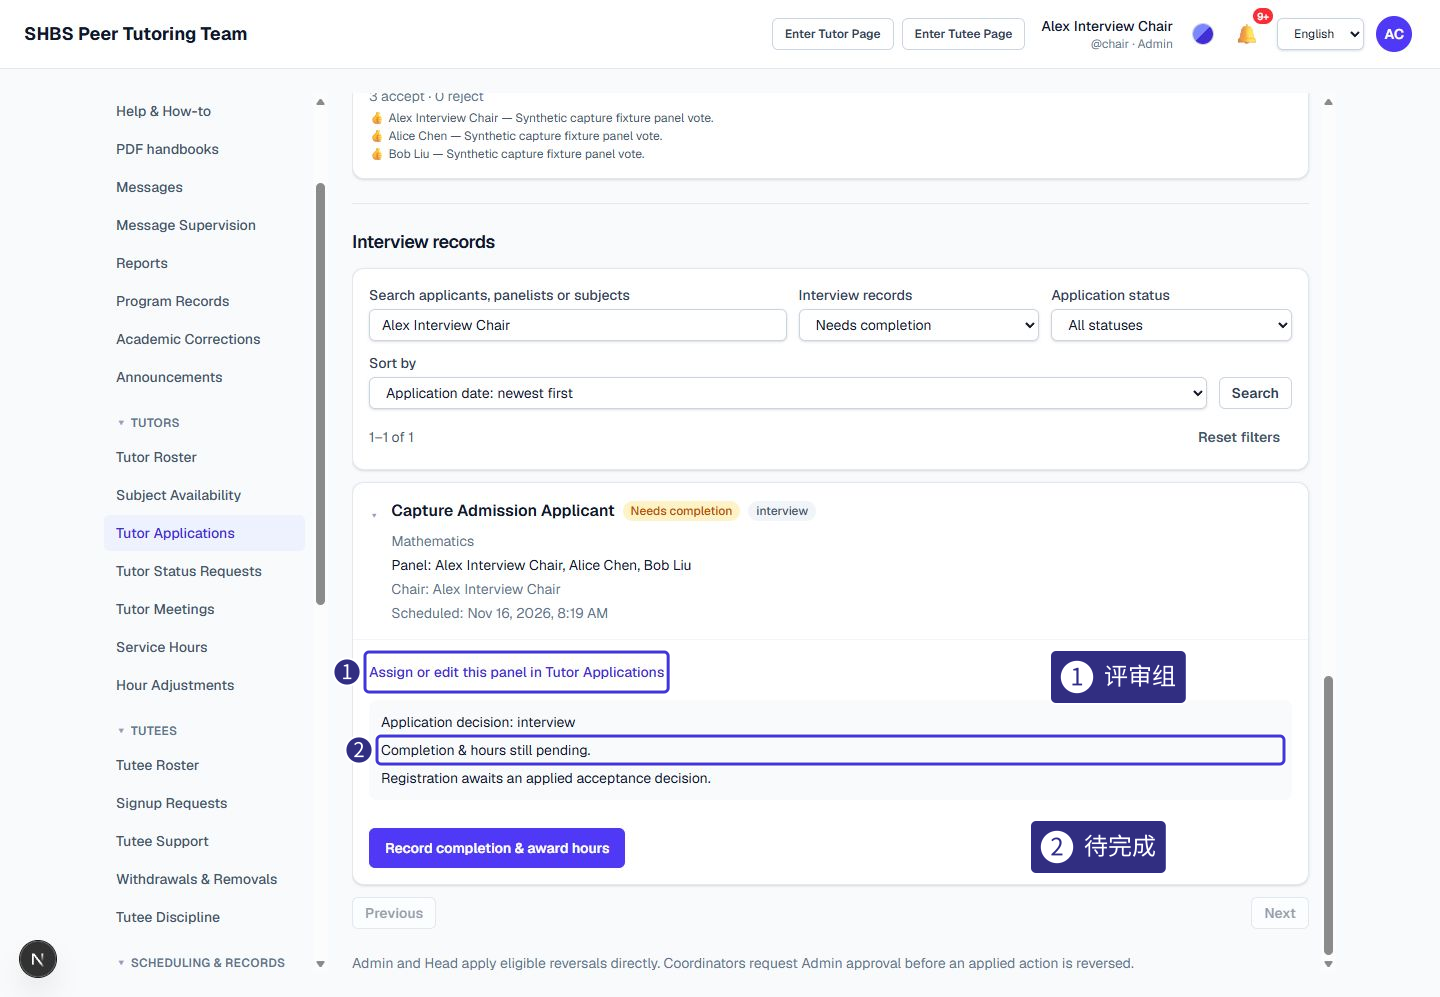 SHBS Peer Tutoring Team
Enter Tutor Page
Enter Tutee Page
Alex Interview Chair
@chair · Admin
9+
English
AC
Help & How-to
PDF handbooks
Messages
Message Supervision
Reports
Program Records
Academic Corrections
Announcements
TUTORS
Tutor Roster
Subject Availability
Tutor Applications
Tutor Status Requests
Tutor Meetings
Service Hours
Hour Adjustments
TUTEES
Tutee Roster
Signup Requests
Tutee Support
Withdrawals & Removals
Tutee Discipline
SCHEDULING & RECORDS
N
3 accept · 0 reject
👍 Alex Interview Chair — Synthetic capture fixture panel vote.
👍 Alice Chen — Synthetic capture fixture panel vote.
👍 Bob Liu — Synthetic capture fixture panel vote.
Interview records
Search applicants, panelists or subjects
Alex Interview Chair
Interview records
Needs completion
Application status
All statuses
Sort by
Application date: newest first
Search
1–1 of 1
Reset filters
Capture Admission Applicant
Needs completion
interview
Mathematics
Panel: Alex Interview Chair, Alice Chen, Bob Liu
Chair: Alex Interview Chair
Scheduled: Nov 16, 2026, 8:19 AM
1
Assign or edit this panel in Tutor Applications
1 评审组
Application decision: interview
2
Completion & hours still pending.
Registration awaits an applied acceptance decision.
Record completion & award hours
2 待完成
Previous
Next
Admin and Head apply eligible reversals directly. Coordinators request Admin approval before an applied action is reversed.